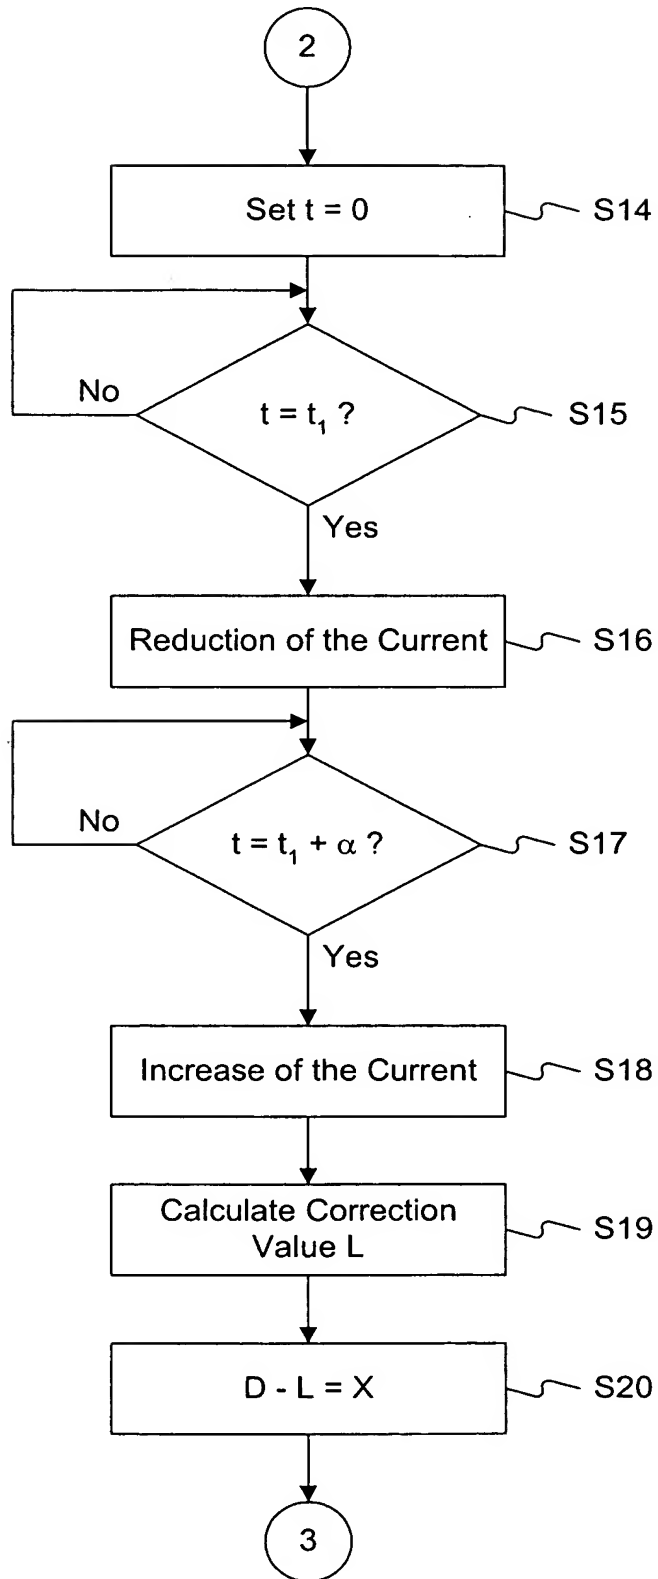 2
Set t = 0
S14
No
t = t₁ ?
S15
Yes
Reduction of the Current
S16
No
t = t₁ + α ?
S17
Yes
Increase of the Current
S18
Calculate Correction
Value L
S19
D - L = X
S20
3